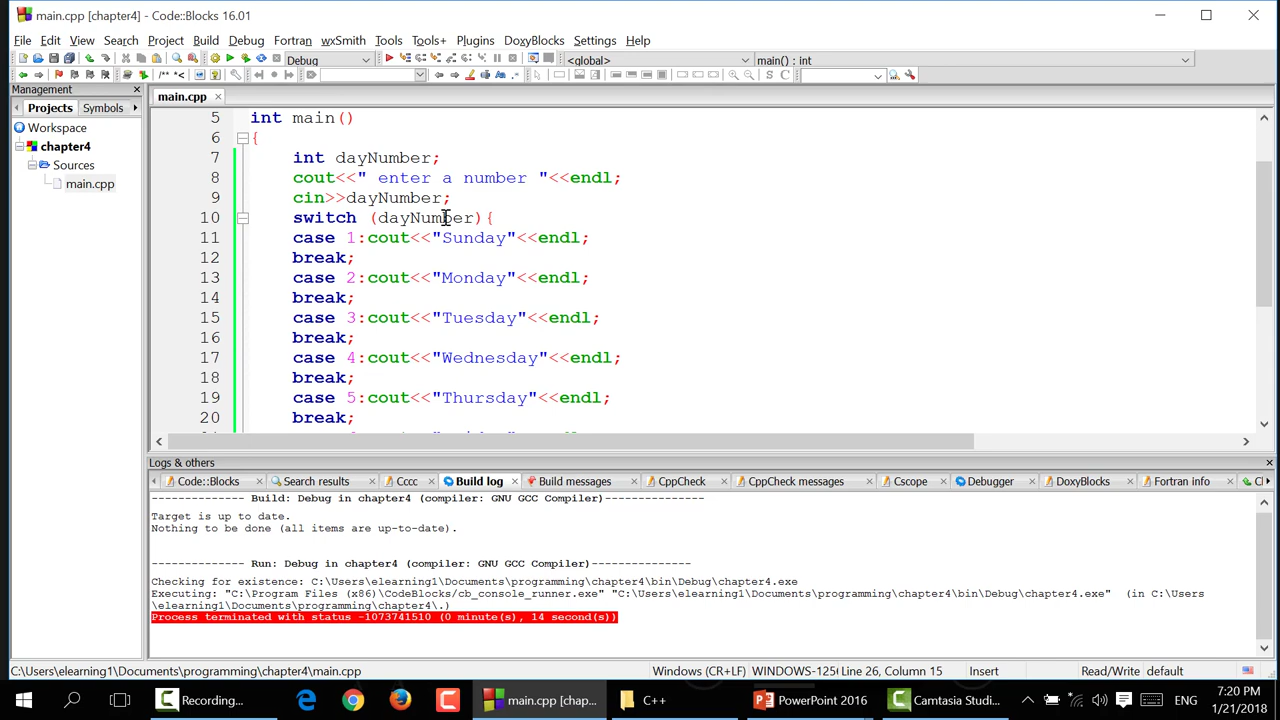 main.cpp [chapter4] - Code::Blocks 16.01
File Edit View Search Project Build Debug Fortran wxSmith Tools Tools+ Plugins DoxyBlocks Settings Help
Debug <global> main() : int
/** *< S C
Management
main.cpp
Projects Symbols
Workspace
chapter4
Sources
main.cpp
5 int main()
6 {
7 int dayNumber;
8 cout<<" enter a number "<<endl;
9 cin>>dayNumber;
10 switch (dayNumber){
11 case 1:cout<<"Sunday"<<endl;
12 break;
13 case 2:cout<<"Monday"<<endl;
14 break;
15 case 3:cout<<"Tuesday"<<endl;
16 break;
17 case 4:cout<<"Wednesday"<<endl;
18 break;
19 case 5:cout<<"Thursday"<<endl;
20 break;
Logs & others
Code::Blocks Search results Cccc Build log Build messages CppCheck CppCheck messages Cscope Debugger DoxyBlocks Fortran info Cl
-------------- Build: Debug in chapter4 (compiler: GNU GCC Compiler)---------------
Target is up to date.
Nothing to be done (all items are up-to-date).
-------------- Run: Debug in chapter4 (compiler: GNU GCC Compiler)---------------
Checking for existence: C:\Users\elearning1\Documents\programming\chapter4\bin\Debug\chapter4.exe
Executing: "C:\Program Files (x86)\CodeBlocks/cb_console_runner.exe" "C:\Users\elearning1\Documents\programming\chapter4\bin\Debug\chapter4.exe" (in C:\Users
\elearning1\Documents\programming\chapter4\.)
Process terminated with status -1073741510 (0 minute(s), 14 second(s))
C:\Users\elearning1\Documents\programming\chapter4\main.cpp Windows (CR+LF) WINDOWS-125 Line 26, Column 15 Insert Read/Write default
Recording... main.cpp [chap... C++ PowerPoint 2016 Camtasia Studi... ENG
7:20 PM
1/21/2018